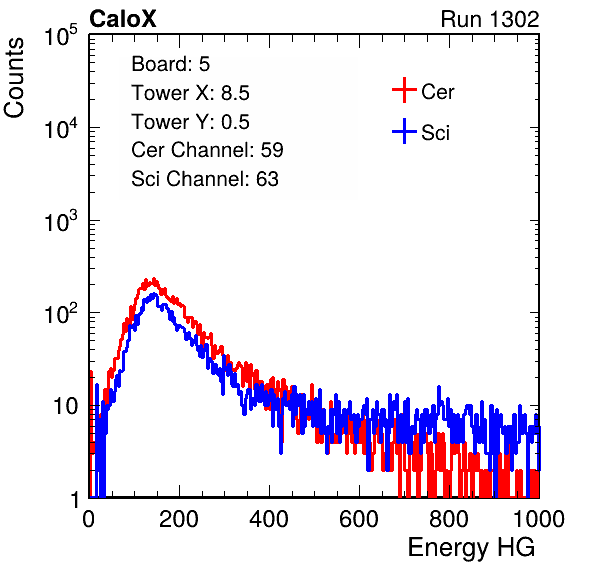 CaloX Run 1302
Counts
10^5
10^4
10^3
10^2
10
1
Board: 5
Tower X: 8.5
Tower Y: 0.5
Cer Channel: 59
Sci Channel: 63
Cer
Sci
0 200 400 600 800 1000
Energy HG